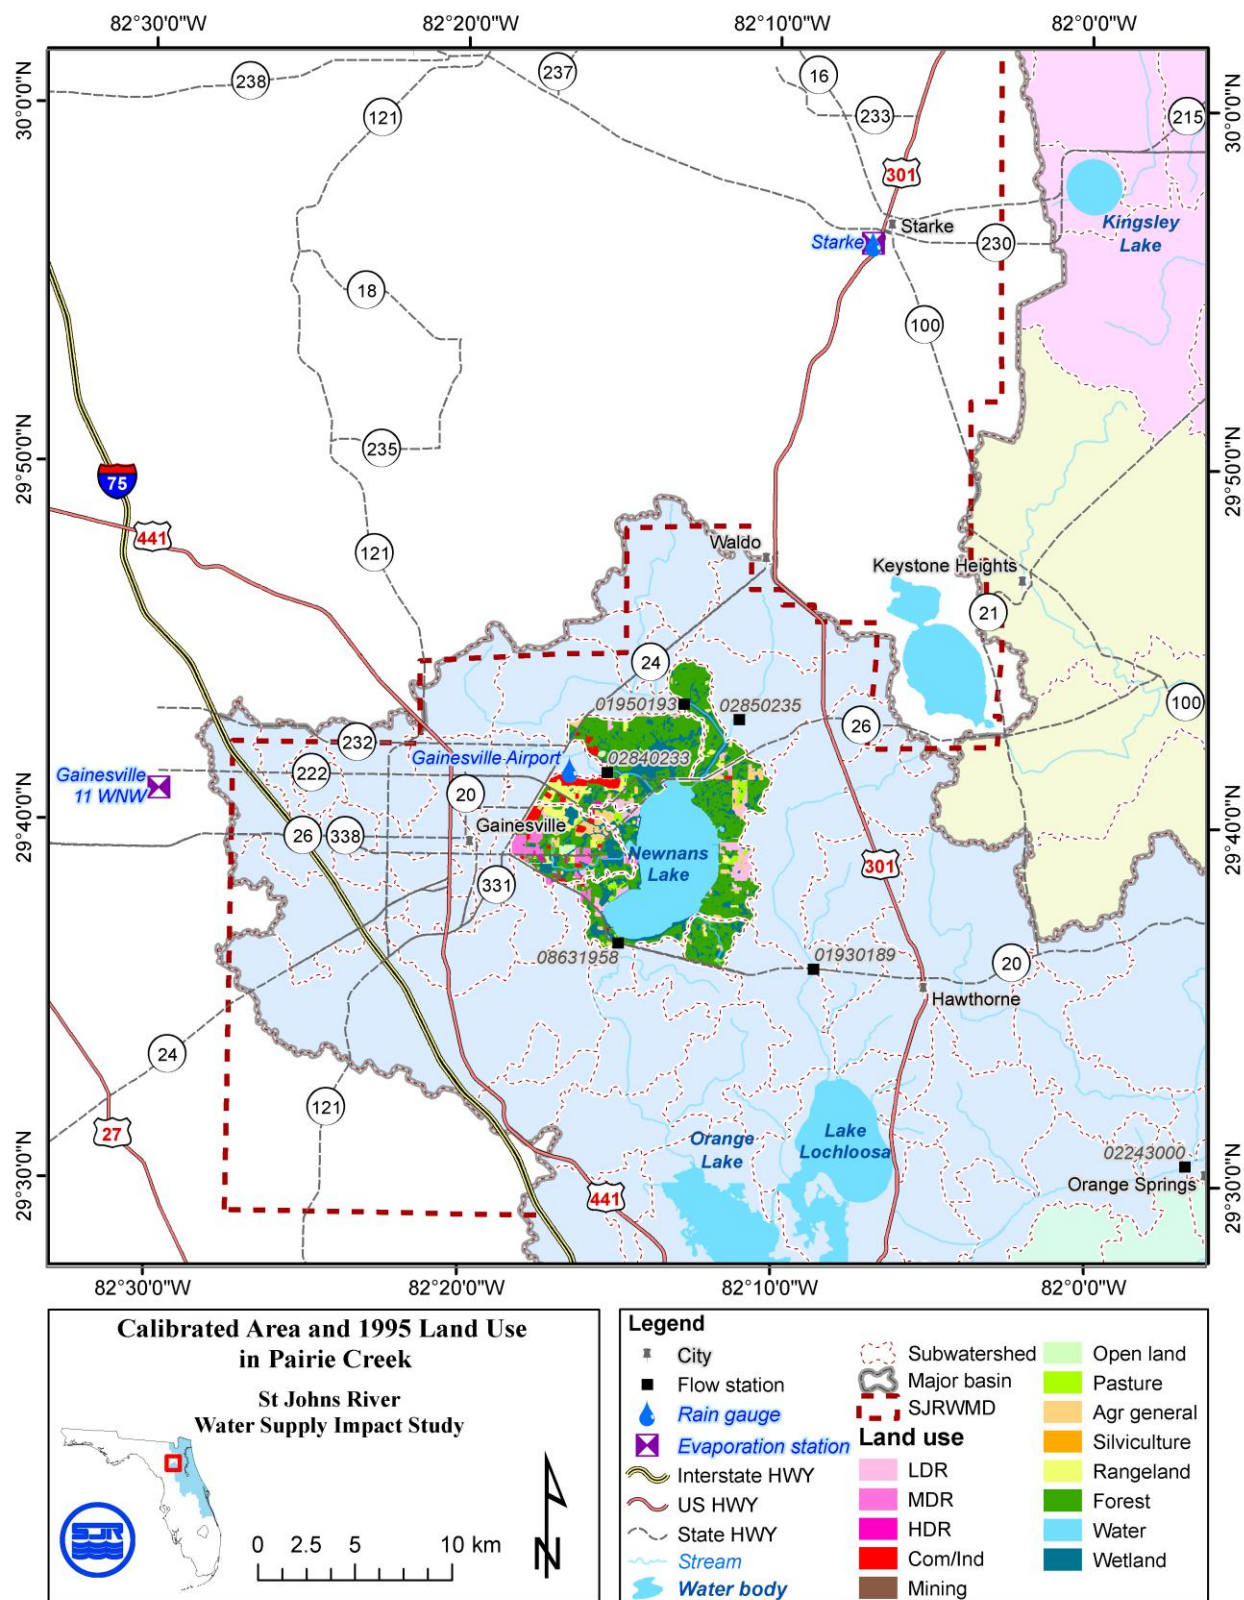 82°30'0"W 82°20'0"W 82°10'0"W 82°0'0"W
30°0'0"N
30°0'0"N
238
237
16
121
233
215
301
Kingsley
Lake
Starke
Starke
230
18
100
235
29°50'0"N
29°50'0"N
75
441
121
Waldo
Keystone Heights
21
24
01950193
02850235
100
232
26
Gainesville Airport
02840233
222
Gainesville
11 WNW
20
29°40'0"N
29°40'0"N
Gainesville
26
338
Newnans
Lake
301
331
08631958
01930189
20
Hawthorne
24
121
27
Orange
Lake
Lake
Lochloosa
02243000
Orange Springs
29°30'0"N
29°30'0"N
441
82°30'0"W 82°20'0"W 82°10'0"W 82°0'0"W
Calibrated Area and 1995 Land Use
in Pairie Creek
St Johns River
Water Supply Impact Study
SJR
0 2.5 5 10 km
N
Legend
City
Flow station
Rain gauge
Evaporation station
Interstate HWY
US HWY
State HWY
Stream
Water body
Subwatershed
Major basin
SJRWMD
Land use
LDR
MDR
HDR
Com/Ind
Mining
Open land
Pasture
Agr general
Silviculture
Rangeland
Forest
Water
Wetland